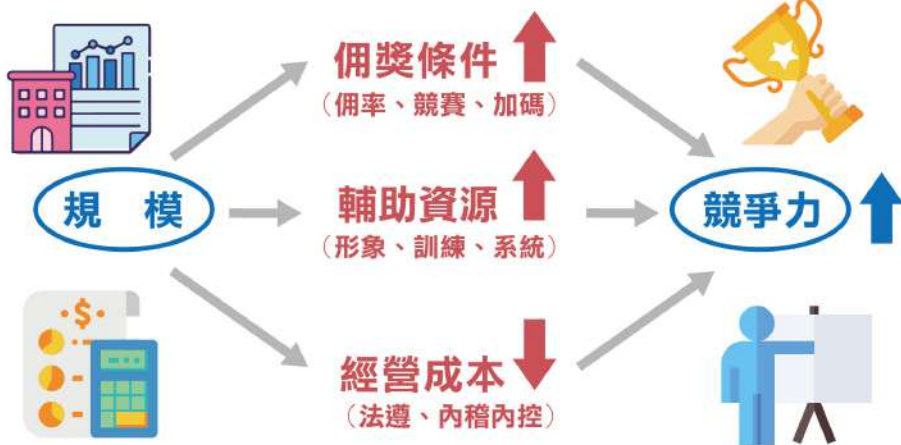 佣獎條件
（佣率、競賽、加碼）
規 模
輔助資源
（形象、訓練、系統）
競爭力
$
經營成本
（法遵、內稽內控）